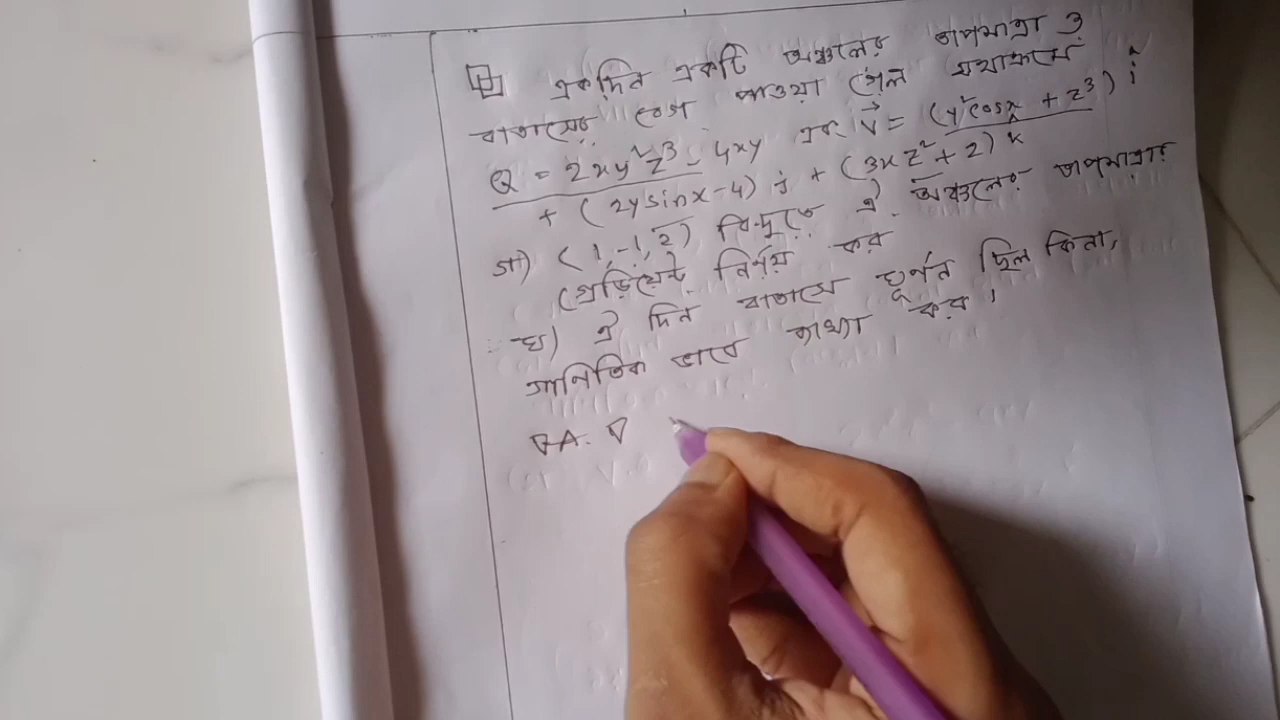 একদিন একটি অঞ্চলের তাপমাত্রা ও
বাতাসের বেগ পাওয়া গেল যথাক্রমে
Q = 2xy²z³ - 4xy এবং V⃗ = (y²cosx + z³) î
+ (2ysinx-4) j + (3xz² + 2) k
গ) (1, -1, 2) বিন্দুতে ঐ অঞ্চলের তাপমাত্রার
গ্রেডিয়েন্ট নির্ণয় কর
ঘ) ঐ দিন বাতাসে ঘূর্ণন ছিল কিনা,
গানিতিক ভাবে ব্যাখ্যা কর।
∇A. ∇